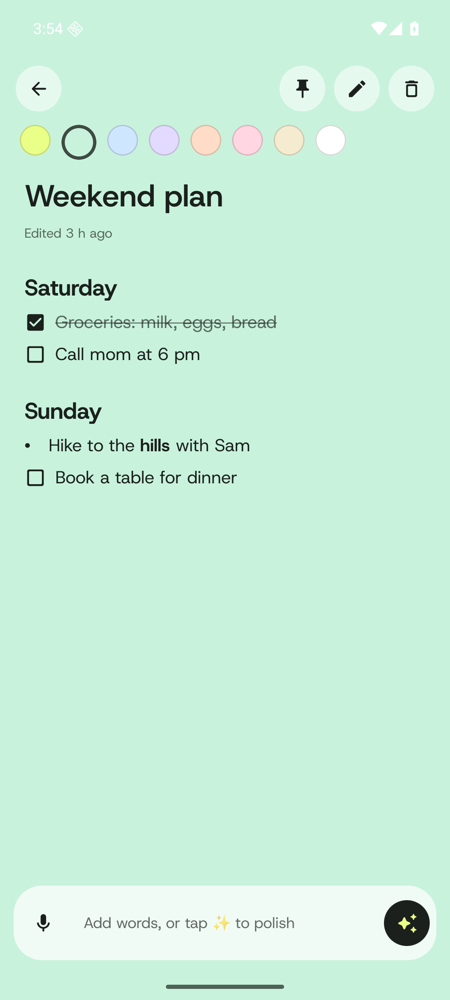 3:54
Weekend plan
Edited 3 h ago
Saturday
Groceries: milk, eggs, bread
Call mom at 6 pm
Sunday
• Hike to the hills with Sam
Book a table for dinner
Add words, or tap ✨ to polish